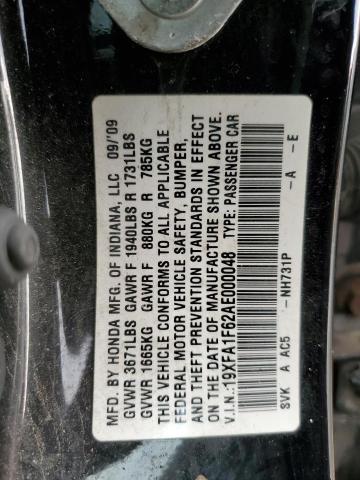 MFD. BY HONDA MFG. OF INDIANA, LLC 09/'09
GVWR 3671LBS GAWR F 1940LBS R 1731LBS
GVWR 1665KG GAWR F 880KG R 785KG
THIS VEHICLE CONFORMS TO ALL APPLICABLE
FEDERAL MOTOR VEHICLE SAFETY, BUMPER,
AND THEFT PREVENTION STANDARDS IN EFFECT
ON THE DATE OF MANUFACTURE SHOWN ABOVE.
V.I.N.:19XFA1F62AE000048 TYPE: PASSENGER CAR
SVK A AC5 -NH731P -A -E